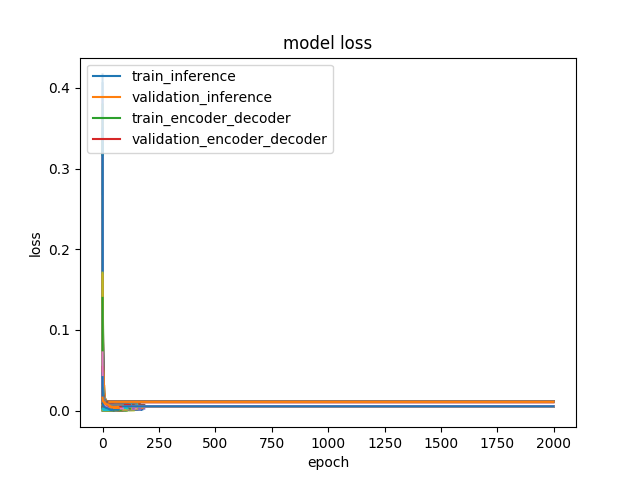 model loss
train_inference
validation_inference
train_encoder_decoder
validation_encoder_decoder
0.4
0.3
0.2
0.1
0.0
loss
0 250 500 750 1000 1250 1500 1750 2000
epoch